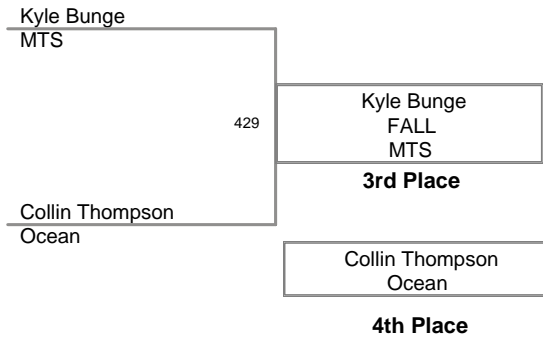 Kyle Bunge
MTS
429
Kyle Bunge
FALL
MTS
3rd Place
Collin Thompson
Ocean
Collin Thompson
Ocean
4th Place